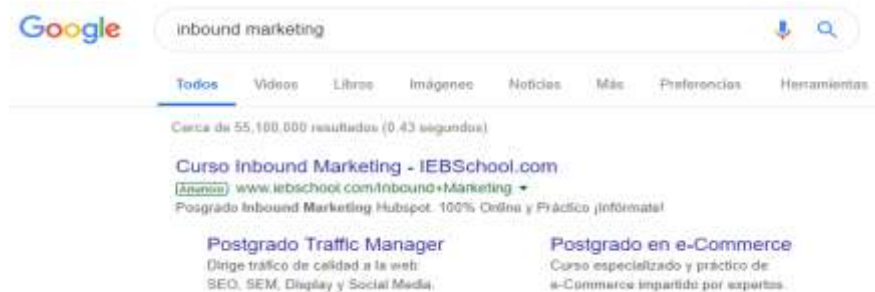 Google
inbound marketing
Todos Videos Libros Imágenes Noticias Más Preferencias Herramientas
Cerca de 55,100,000 resultados (0.43 segundos)
Curso Inbound Marketing - IEBSchool.com
Anuncio www.iebschool.com/Inbound+Marketing
Posgrado Inbound Marketing Hubspot. 100% Online y Práctico ¡Infórmate!
Postgrado Traffic Manager
Dirige tráfico de calidad a la web:
SEO, SEM, Display y Social Media.
Postgrado en e-Commerce
Curso especializado y práctico de
e-Commerce impartido por expertos.